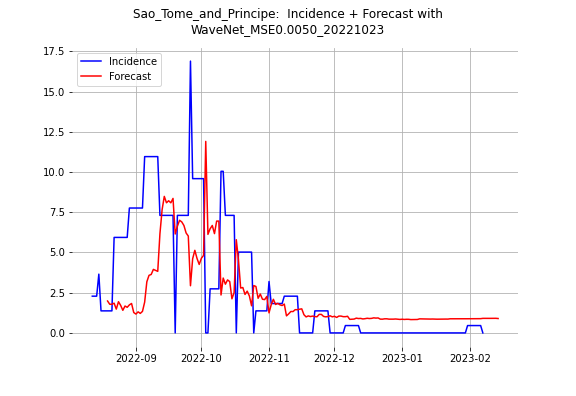 Sao_Tome_and_Principe:  Incidence + Forecast with
WaveNet_MSE0.0050_20221023
17.5
Incidence
Forecast
15.0
12.5
10.0
7.5
5.0
2.5
0.0
2022-09 2022-10 2022-11 2022-12 2023-01 2023-02